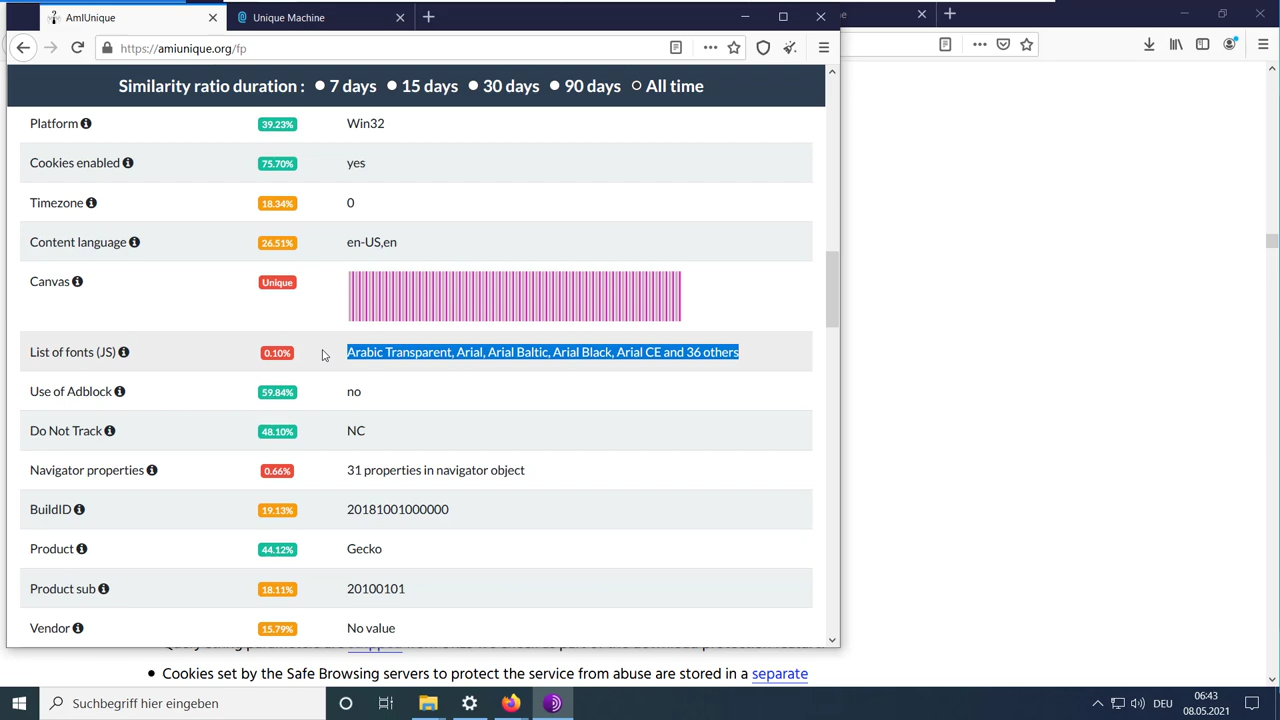 AmIUnique
Unique Machine
https://amiunique.org/fp
Similarity ratio duration : 7 days 15 days 30 days 90 days All time
Platform 39.23% Win32
Cookies enabled 75.70% yes
Timezone 18.34% 0
Content language 26.51% en-US,en
Canvas Unique
List of fonts (JS) 0.10% Arabic Transparent, Arial, Arial Baltic, Arial Black, Arial CE and 36 others
Use of Adblock 59.84% no
Do Not Track 48.10% NC
Navigator properties 0.66% 31 properties in navigator object
BuildID 19.13% 20181001000000
Product 44.12% Gecko
Product sub 18.11% 20100101
Vendor 15.79% No value
Cookies set by the Safe Browsing servers to protect the service from abuse are stored in a separate
Suchbegriff hier eingeben
DEU
06:43
08.05.2021